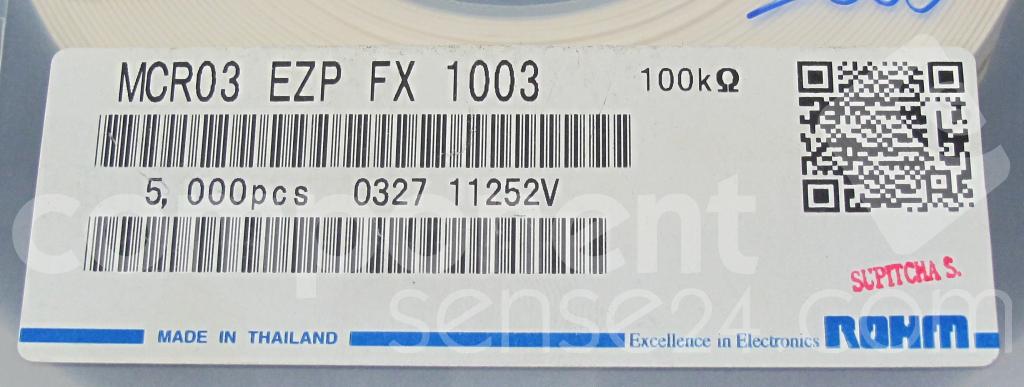 MCR03 EZP FX 1003 100kΩ
5,000pcs 0327 11252V
SUPITCHA S.
MADE IN THAILAND
Excellence in Electronics ROHM
component
sense24.com